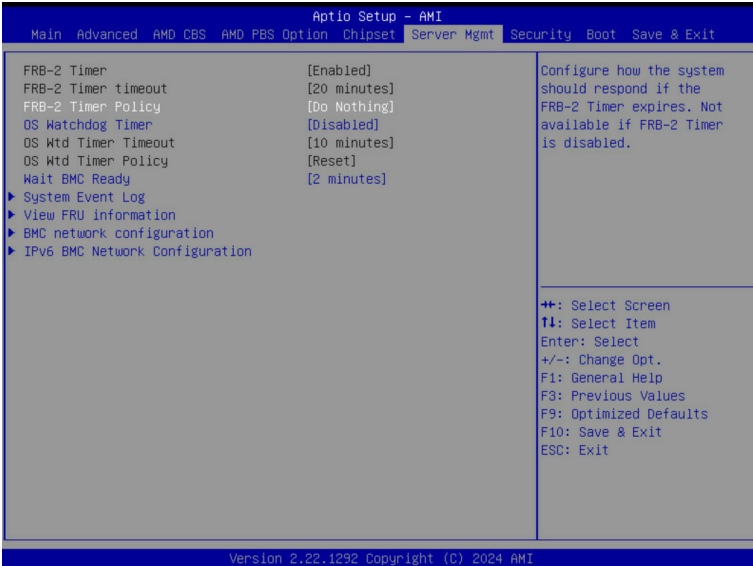 Aptio Setup – AMI
Main Advanced AMD CBS AMD PBS Option Chipset Server Mgmt Security Boot Save & Exit
FRB-2 Timer [Enabled]
FRB-2 Timer timeout [20 minutes]
FRB-2 Timer Policy [Do Nothing]
OS Watchdog Timer [Disabled]
OS Wtd Timer Timeout [10 minutes]
OS Wtd Timer Policy [Reset]
Wait BMC Ready [2 minutes]
▶ System Event Log
▶ View FRU information
▶ BMC network configuration
▶ IPv6 BMC Network Configuration
Configure how the system
should respond if the
FRB-2 Timer expires. Not
available if FRB-2 Timer
is disabled.
→←: Select Screen
↑↓: Select Item
Enter: Select
+/-: Change Opt.
F1: General Help
F3: Previous Values
F9: Optimized Defaults
F10: Save & Exit
ESC: Exit
Version 2.22.1292 Copyright (C) 2024 AMI